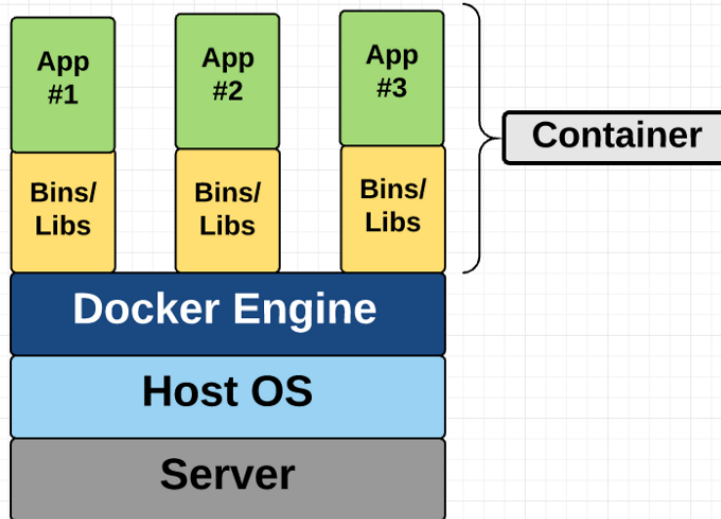 App
#1
App
#2
App
#3
Container
Bins/
Libs
Bins/
Libs
Bins/
Libs
Docker Engine
Host OS
Server